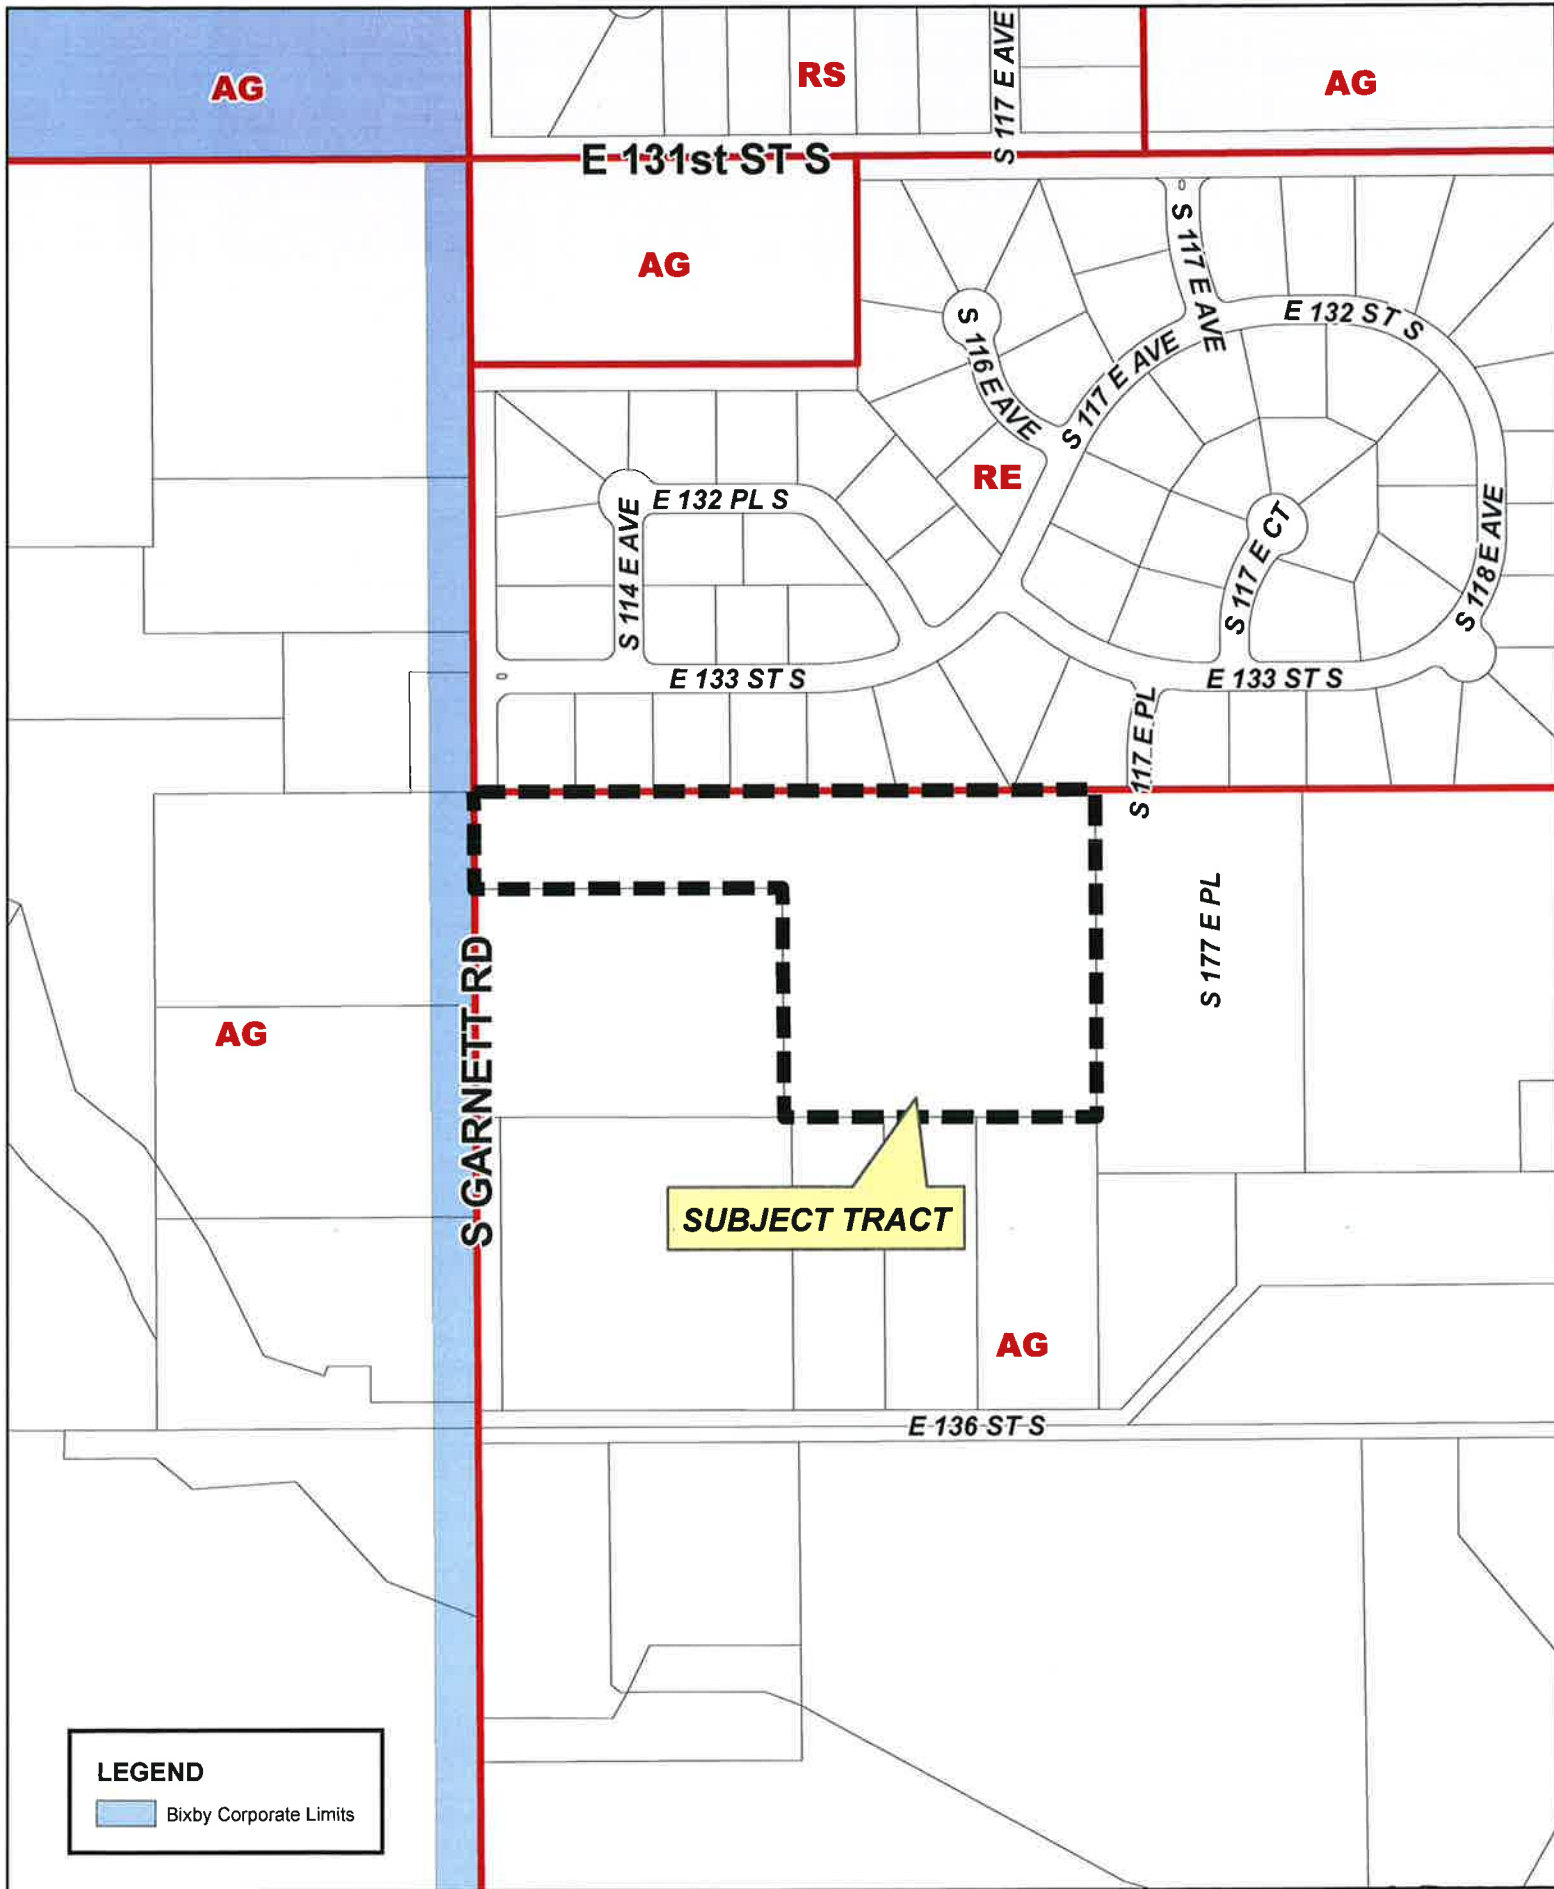 AG
RS
S 117 E AVE
AG
E 131st ST S
AG
S 117 E AVE
E 132 ST S
S 116 E AVE
S 117 E AVE
RE
E 132 PL S
S 114 E AVE
S 117 E CT
S 118 E AVE
E 133 ST S
E 133 ST S
S 117 E PL
S 177 E PL
S GARNETT RD
AG
SUBJECT TRACT
AG
E 136 ST S
LEGEND
Bixby Corporate Limits